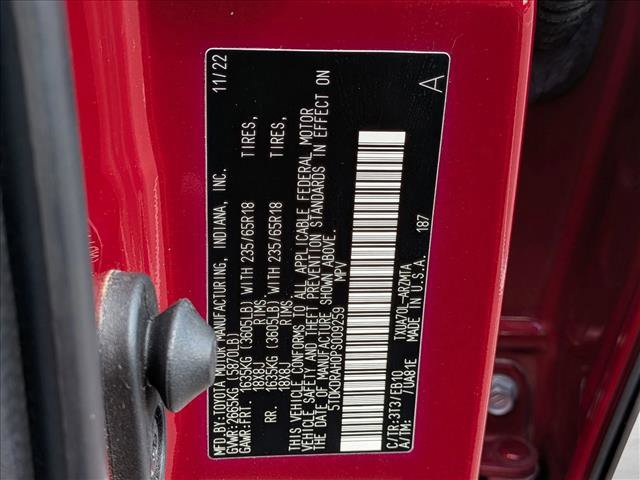 MFD.BY:TOYOTA MOTOR MANUFACTURING, INDIANA, INC. 11/22
GVWR:2665KG (5870LB)
GAWR:FRT. 1635KG (3605LB) WITH 235/65R18 TIRES,
18X8J RIMS,
RR. 1635KG (3605LB) WITH 235/65R18 TIRES,
18X8J RIMS,
THIS VEHICLE CONFORMS TO ALL APPLICABLE FEDERAL MOTOR
VEHICLE SAFETY AND THEFT PREVENTION STANDARDS IN EFFECT ON
THE DATE OF MANUFACTURE SHOWN ABOVE.
5TDKDRAH0PS009259 MPV
C/TR:3T3/EB10 TXUA70L-ARZMTA
A/TM: /UA81E MADE IN U.S.A. 187
A